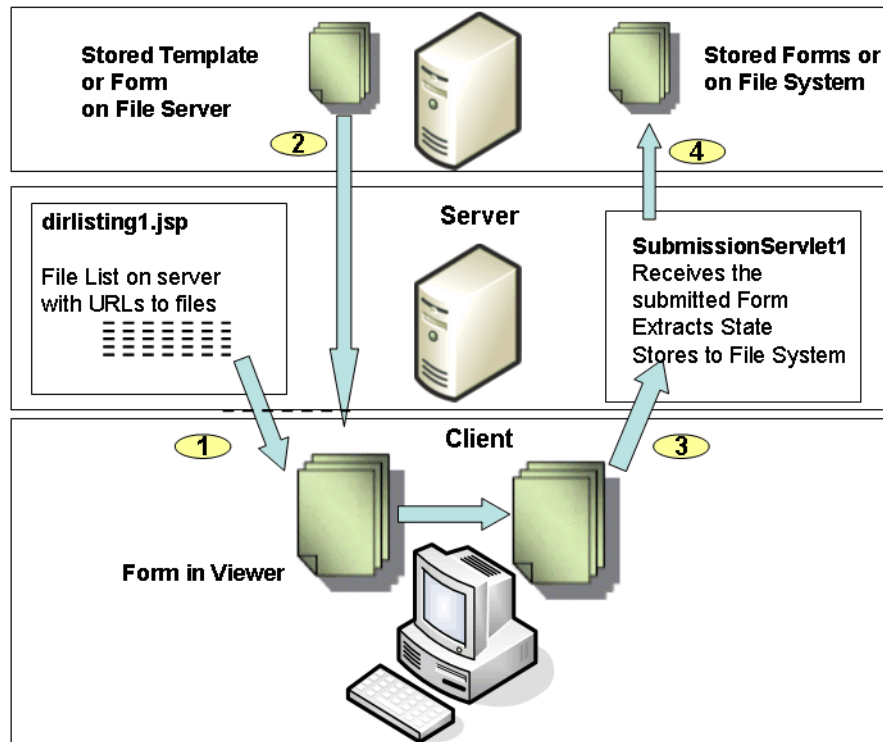 Stored Template
or Form
on File Server
Stored Forms or
on File System
2
4
dirlisting1.jsp
File List on server
with URLs to files
Server
SubmissionServlet1
Receives the
submitted Form
Extracts State
Stores to File System
1
Client
3
Form in Viewer